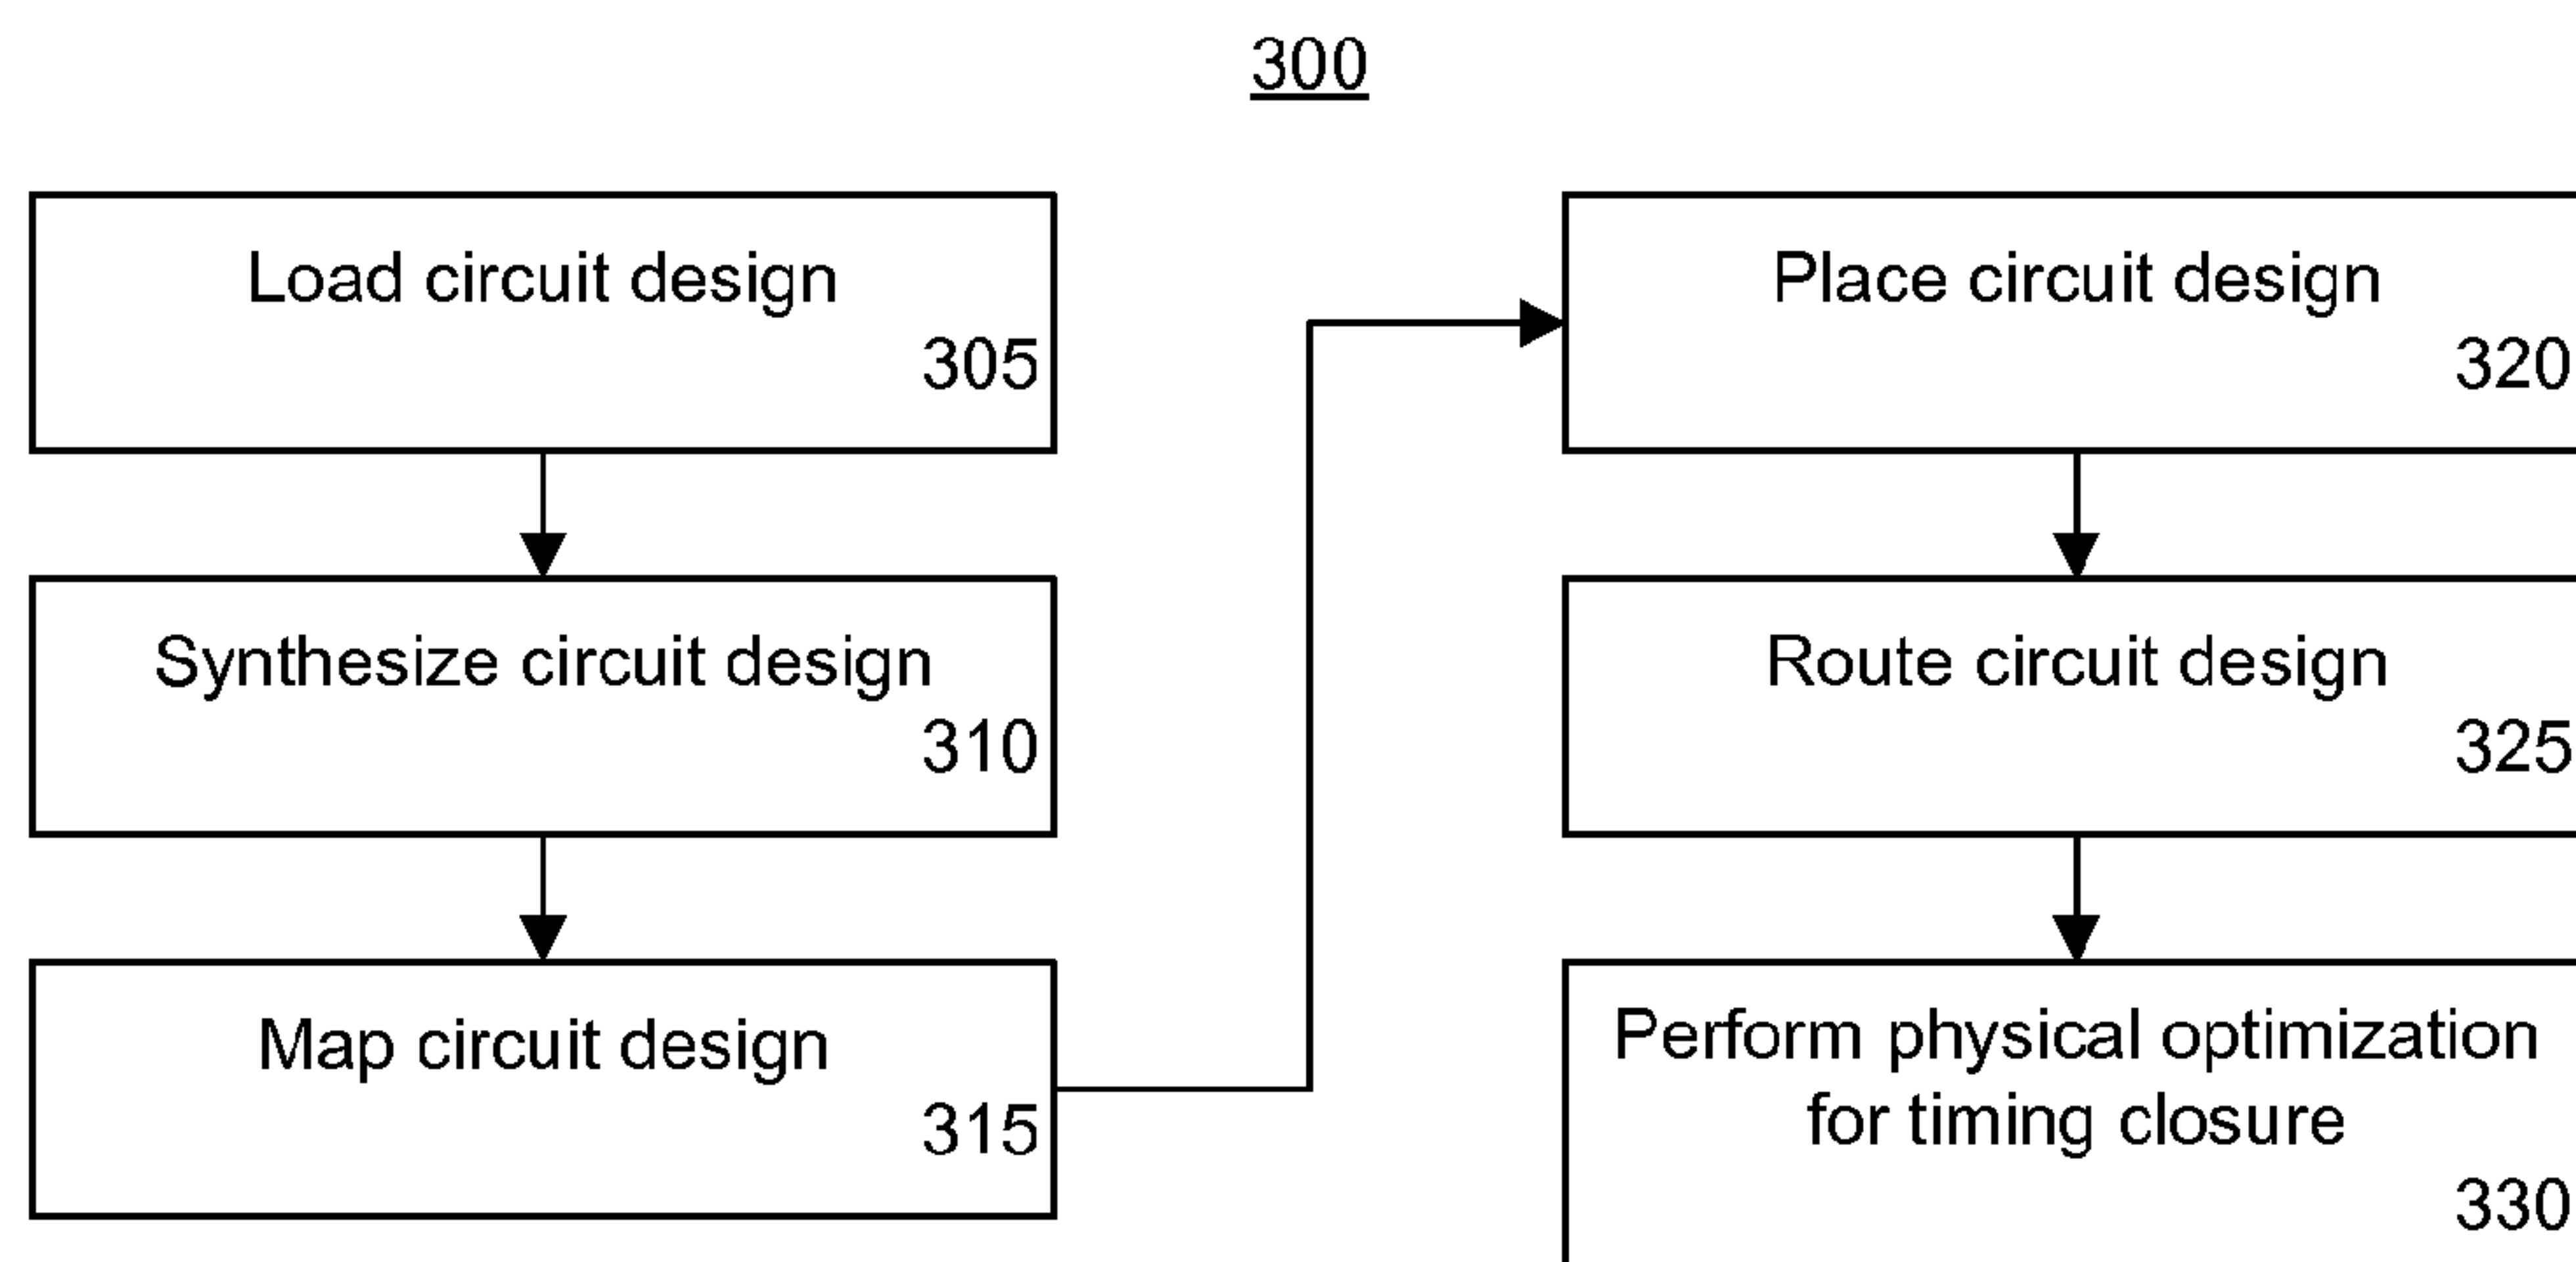 300
Load circuit design
305
Synthesize circuit design
310
Map circuit design
315
Place circuit design
320
Route circuit design
325
Perform physical optimization
for timing closure
330